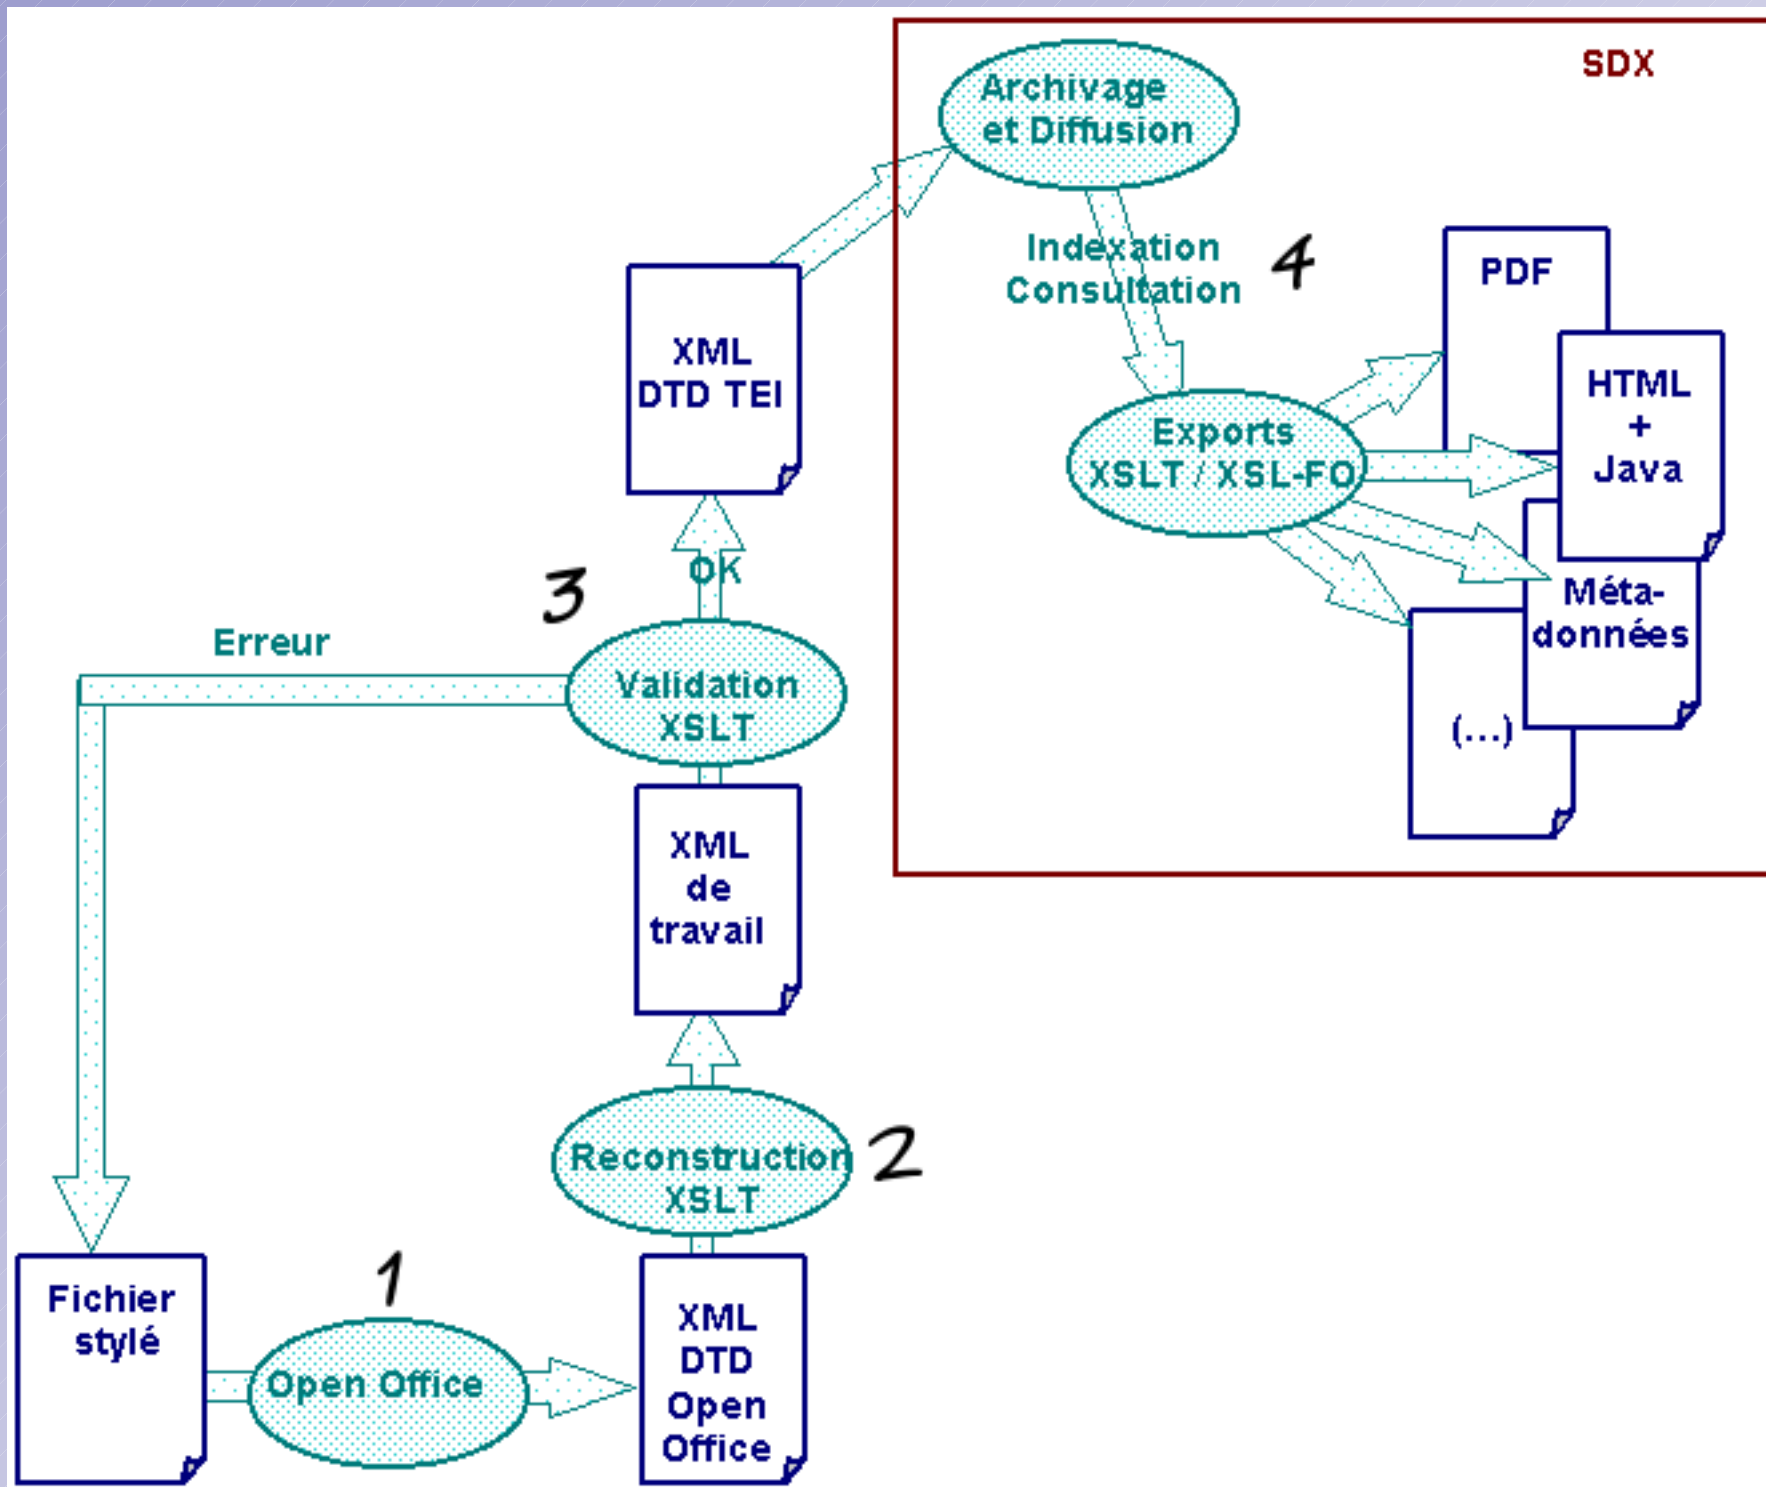 SDX
Archivage
et Diffusion
Indexation
Consultation
4
PDF
HTML
+
Java
Exports
XSLT / XSL-FO
Méta-
données
(...)
XML
DTD TEI
OK
3
Erreur
Validation
XSLT
XML
de
travail
Reconstruction
XSLT
2
Fichier
stylé
1
Open Office
XML
DTD
Open
Office